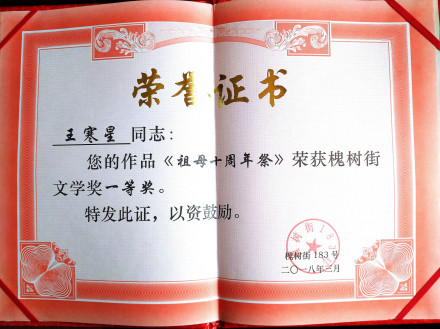 荣誉证书
王寒星 同志：
您的作品《祖母十周年祭》荣获槐树街
文学奖一等奖。
特发此证，以资鼓励。
槐树街183号
二〇一八年三月